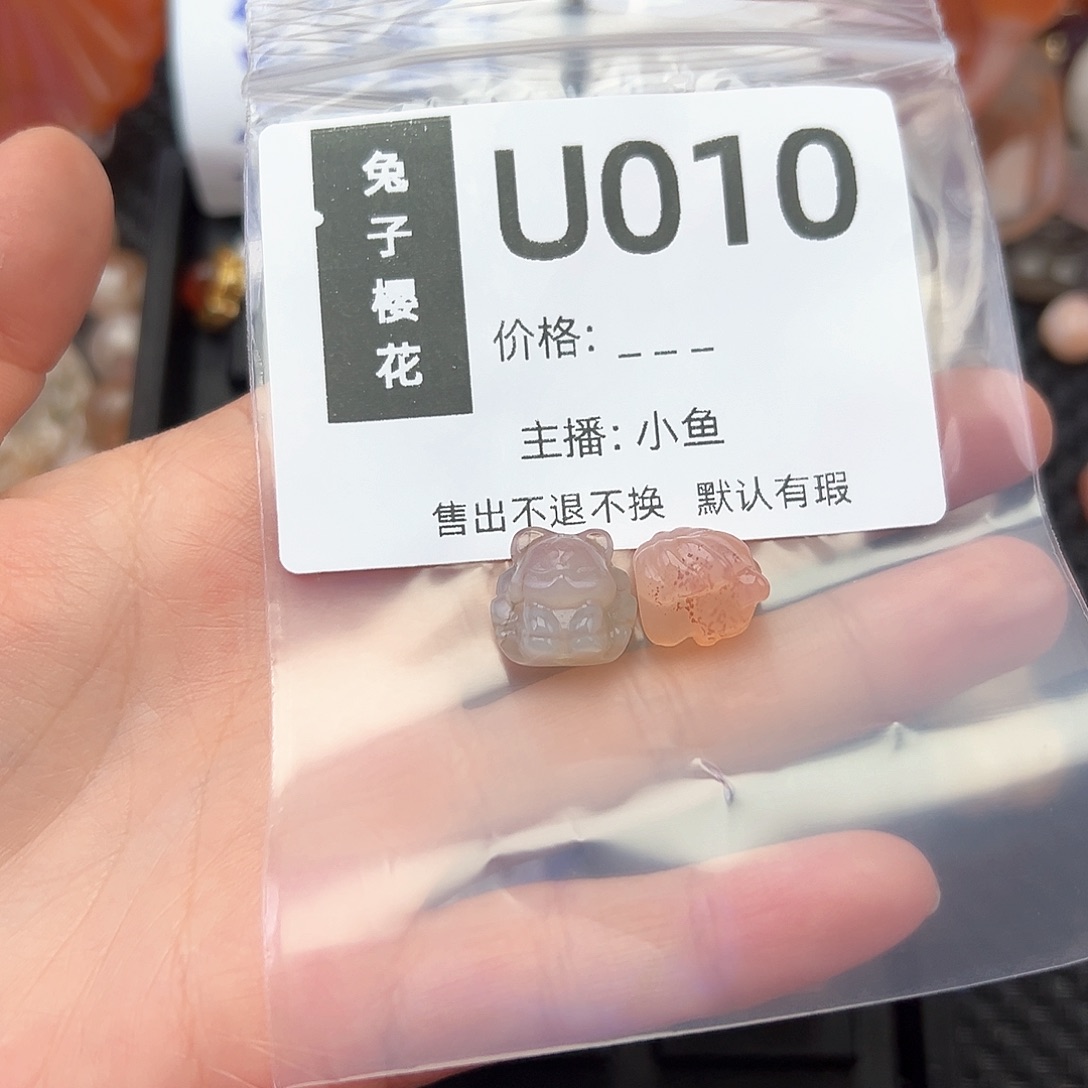 兔子樱花
U010
价格: _ _ _
主播: 小鱼
售出不退不换 默认有瑕